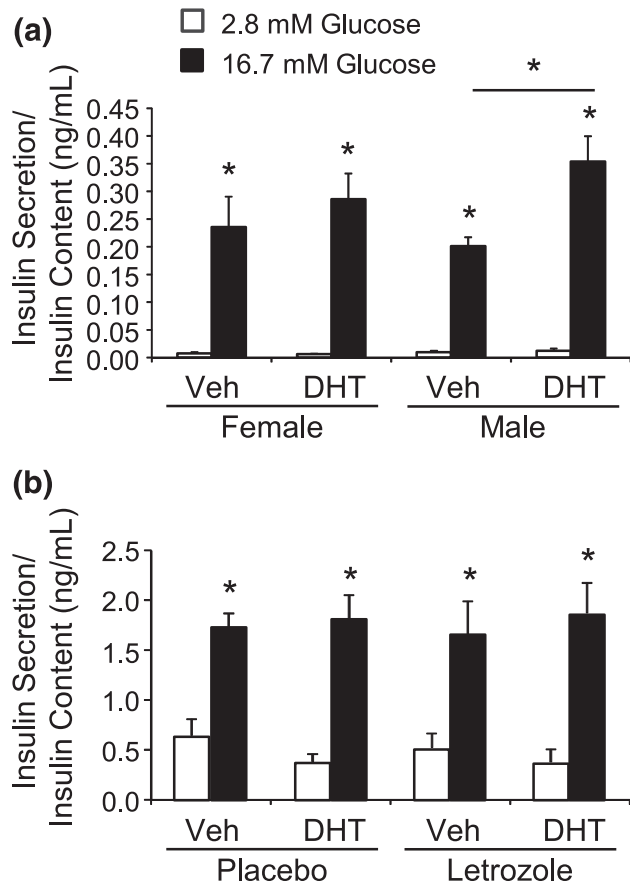 (a)
2.8 mM Glucose
16.7 mM Glucose
*
Insulin Secretion/
Insulin Content (ng/mL)
0.45
0.40
0.35
0.30
0.25
0.20
0.15
0.10
0.05
0.00
* * * *
Veh DHT Veh DHT
Female Male
(b)
Insulin Secretion/
Insulin Content (ng/mL)
2.5
2.0
1.5
1.0
0.5
0.0
* * * *
Veh DHT Veh DHT
Placebo Letrozole